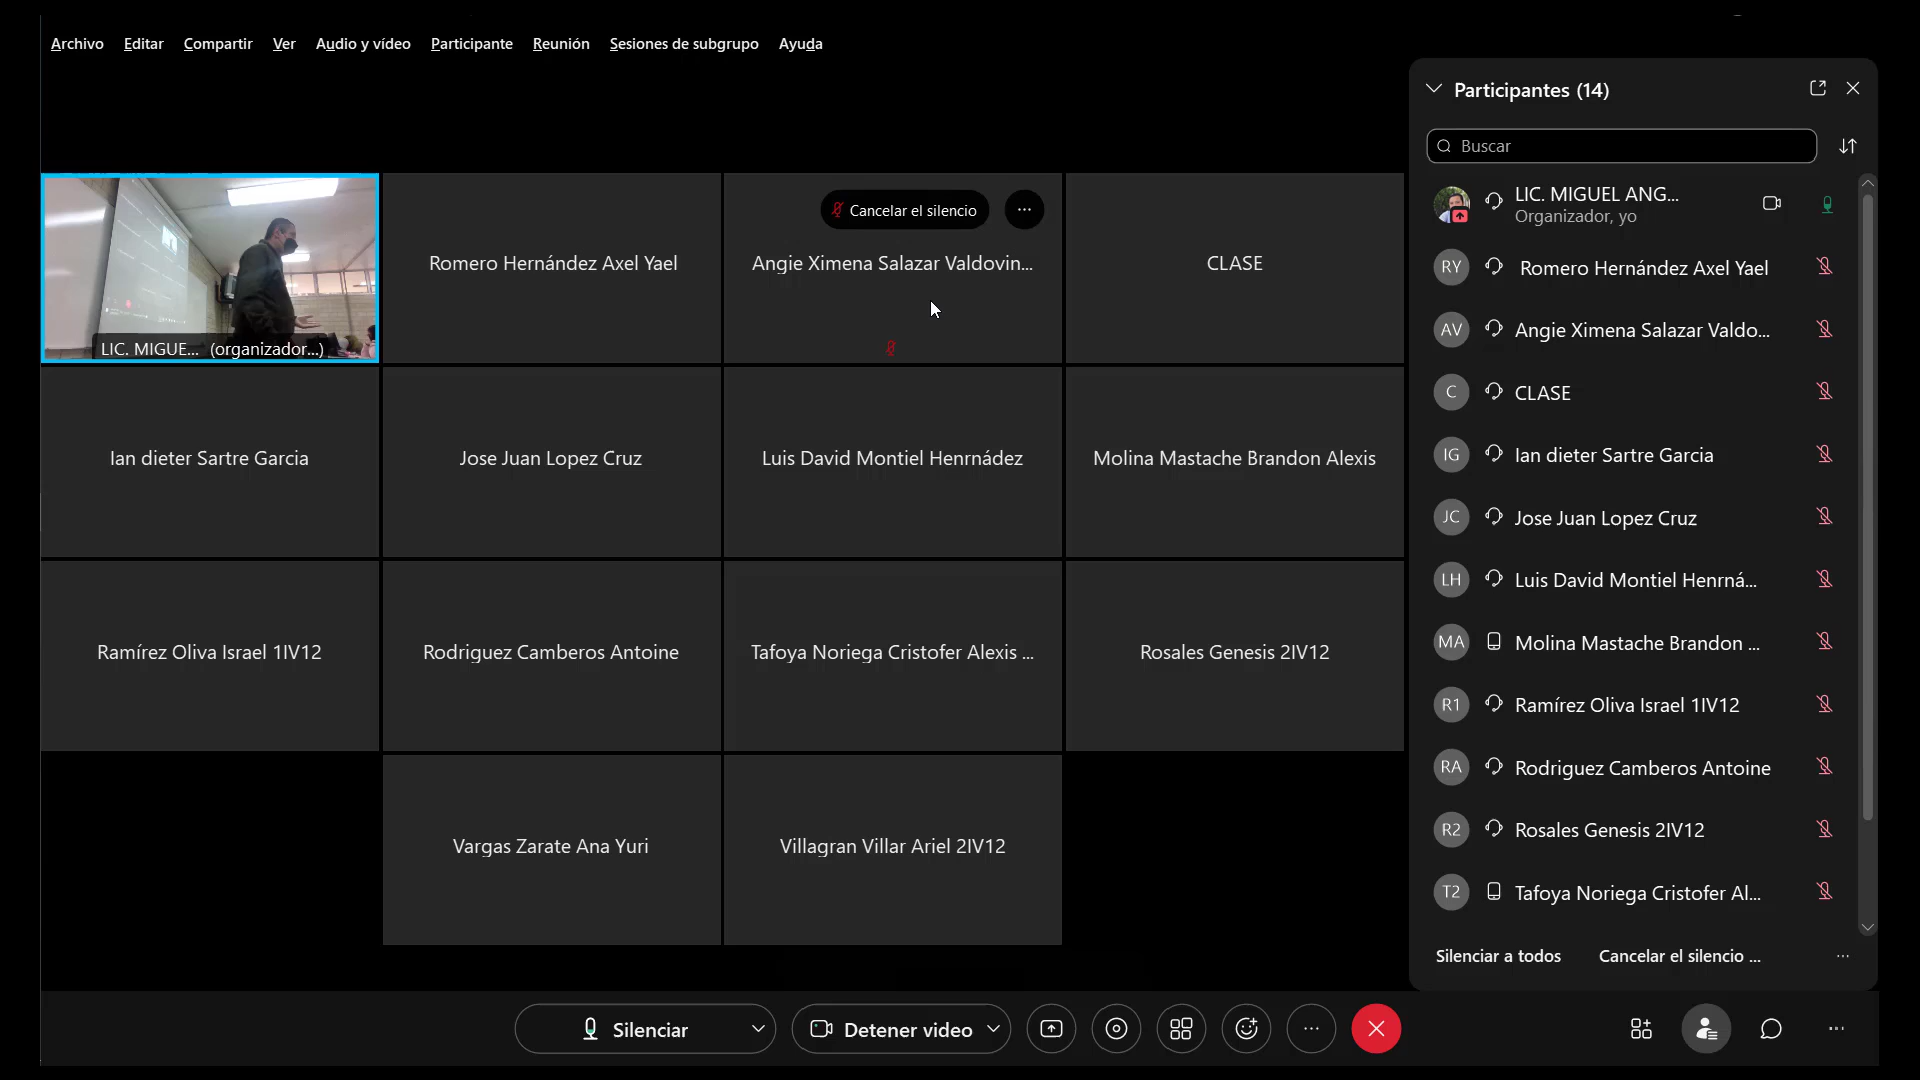 Archivo Editar Compartir Ver Audio y vídeo Participante Reunión Sesiones de subgrupo Ayuda
Participantes (14)
Buscar
Cancelar el silencio
LIC. MIGUE... (organizador...)
Romero Hernández Axel Yael
Angie Ximena Salazar Valdovin...
CLASE
Ian dieter Sartre Garcia
Jose Juan Lopez Cruz
Luis David Montiel Henrnádez
Molina Mastache Brandon Alexis
Ramírez Oliva Israel 1IV12
Rodriguez Camberos Antoine
Tafoya Noriega Cristofer Alexis ...
Rosales Genesis 2IV12
Vargas Zarate Ana Yuri
Villagran Villar Ariel 2IV12
LIC. MIGUEL ANG...
Organizador, yo
RY Romero Hernández Axel Yael
AV Angie Ximena Salazar Valdo...
C CLASE
IG Ian dieter Sartre Garcia
JC Jose Juan Lopez Cruz
LH Luis David Montiel Henrná...
MA Molina Mastache Brandon ...
R1 Ramírez Oliva Israel 1IV12
RA Rodriguez Camberos Antoine
R2 Rosales Genesis 2IV12
T2 Tafoya Noriega Cristofer Al...
Silenciar a todos Cancelar el silencio ...
Silenciar Detener video